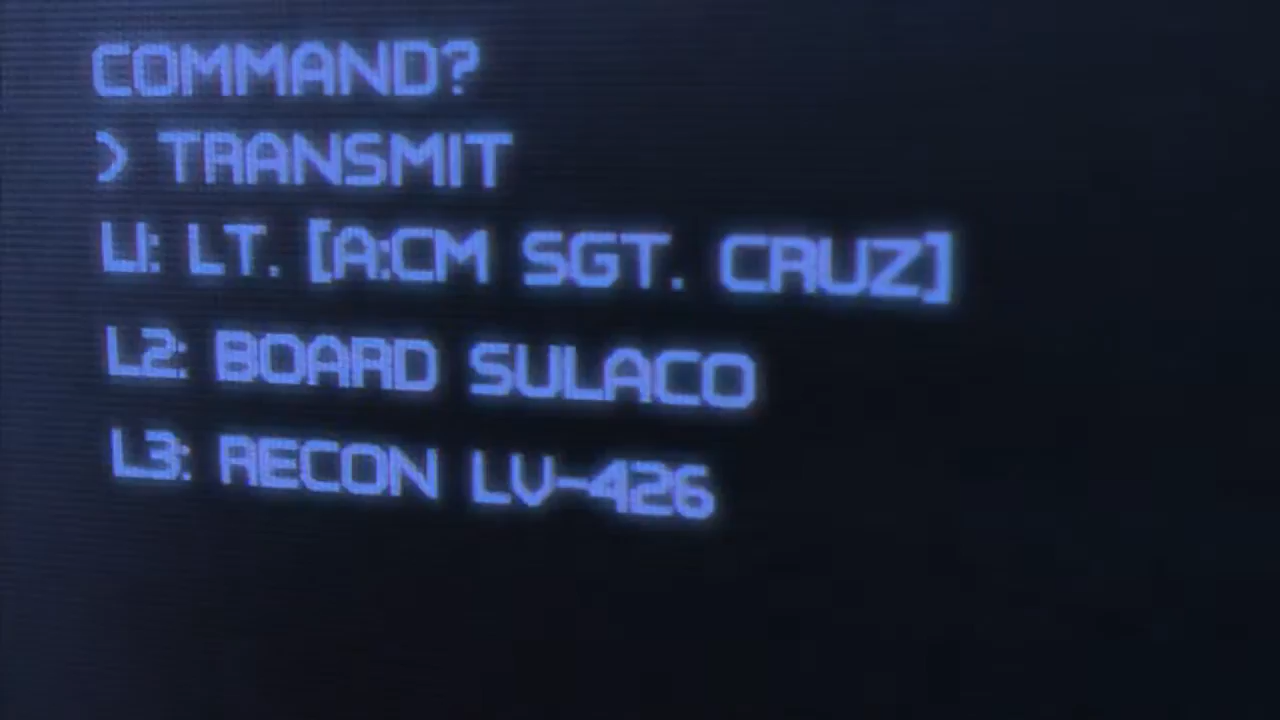 COMMAND?
> TRANSMIT
L1: LT. [A:CM SGT. CRUZ]
L2: BOARD SULACO
L3: RECON LV-426